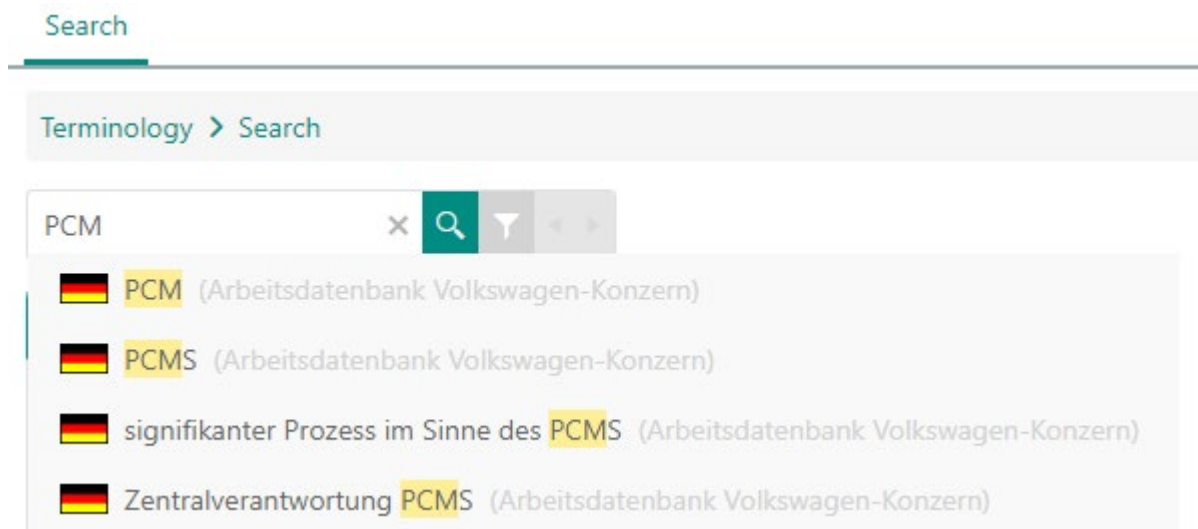 Search
Terminology > Search
PCM
PCM (Arbeitsdatenbank Volkswagen-Konzern)
PCMS (Arbeitsdatenbank Volkswagen-Konzern)
signifikanter Prozess im Sinne des PCMS (Arbeitsdatenbank Volkswagen-Konzern)
Zentralverantwortung PCMS (Arbeitsdatenbank Volkswagen-Konzern)